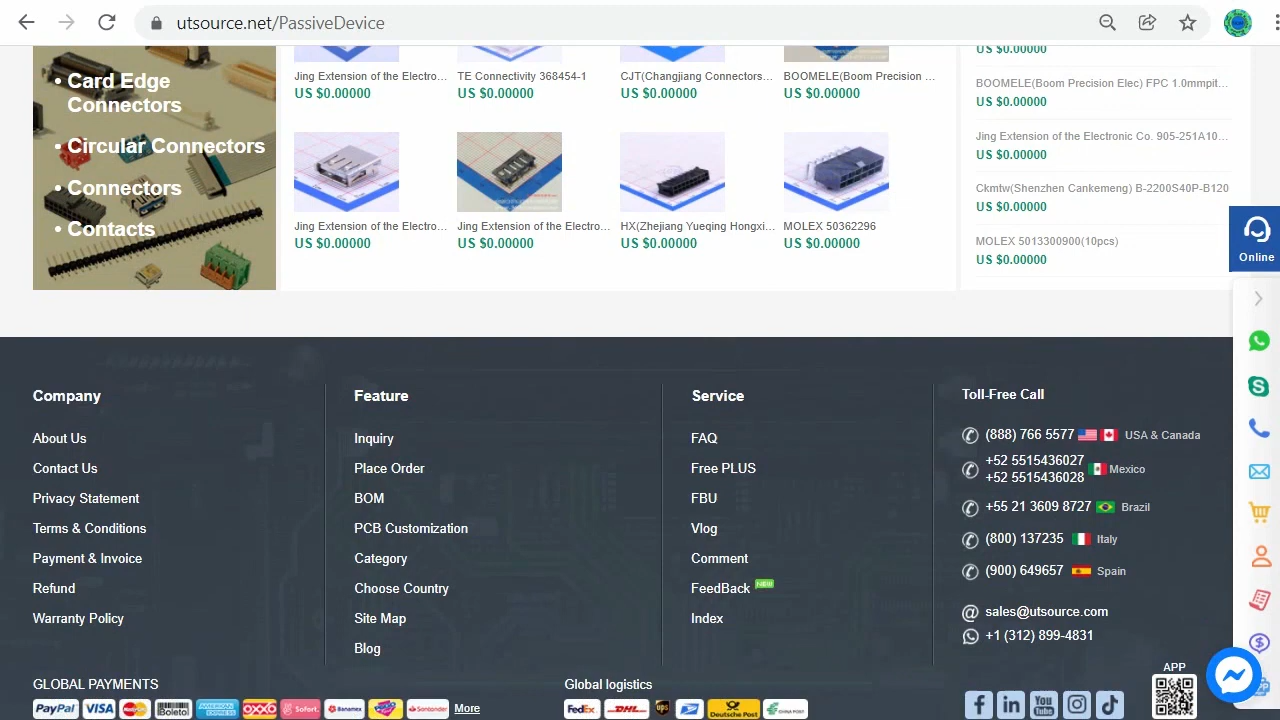 utsource.net/PassiveDevice
• Card Edge
Connectors
• Circular Connectors
• Connectors
• Contacts
Jing Extension of the Electro...
US $0.00000
TE Connectivity 368454-1
US $0.00000
CJT(Changjiang Connectors...
US $0.00000
BOOMELE(Boom Precision ...
US $0.00000
Jing Extension of the Electro...
US $0.00000
Jing Extension of the Electro...
US $0.00000
HX(Zhejiang Yueqing Hongxi...
US $0.00000
MOLEX 50362296
US $0.00000
US $0.00000
BOOMELE(Boom Precision Elec) FPC 1.0mmpit...
US $0.00000
Jing Extension of the Electronic Co. 905-251A10...
US $0.00000
Ckmtw(Shenzhen Cankemeng) B-2200S40P-B120
US $0.00000
MOLEX 5013300900(10pcs)
US $0.00000
Online
Company
About Us
Contact Us
Privacy Statement
Terms & Conditions
Payment & Invoice
Refund
Warranty Policy
Feature
Inquiry
Place Order
BOM
PCB Customization
Category
Choose Country
Site Map
Blog
Service
FAQ
Free PLUS
FBU
Vlog
Comment
FeedBack NEW
Index
Toll-Free Call
(888) 766 5577 USA & Canada
+52 5515436027
+52 5515436028 Mexico
+55 21 3609 8727 Brazil
(800) 137235 Italy
(900) 649657 Spain
@ sales@utsource.com
+1 (312) 899-4831
APP
GLOBAL PAYMENTS
PayPal VISA MasterCard Boleto AMERICAN EXPRESS OXXO Sofort. Banamex Santander More
Global logistics
FedEx DHL ups Deutsche Post CHINA POST
f in You Tube